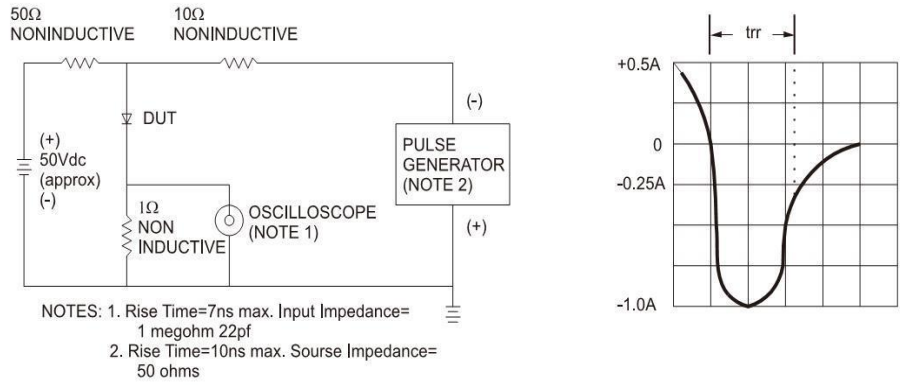 50Ω
NONINDUCTIVE
10Ω
NONINDUCTIVE
DUT
(+)
50Vdc
(approx)
(-)
1Ω
NON
INDUCTIVE
OSCILLOSCOPE
(NOTE 1)
(-)
PULSE
GENERATOR
(NOTE 2)
(+)
NOTES: 1. Rise Time=7ns max. Input Impedance=
1 megohm 22pf
2. Rise Time=10ns max. Sourse Impedance=
50 ohms
trr
+0.5A
0
-0.25A
-1.0A